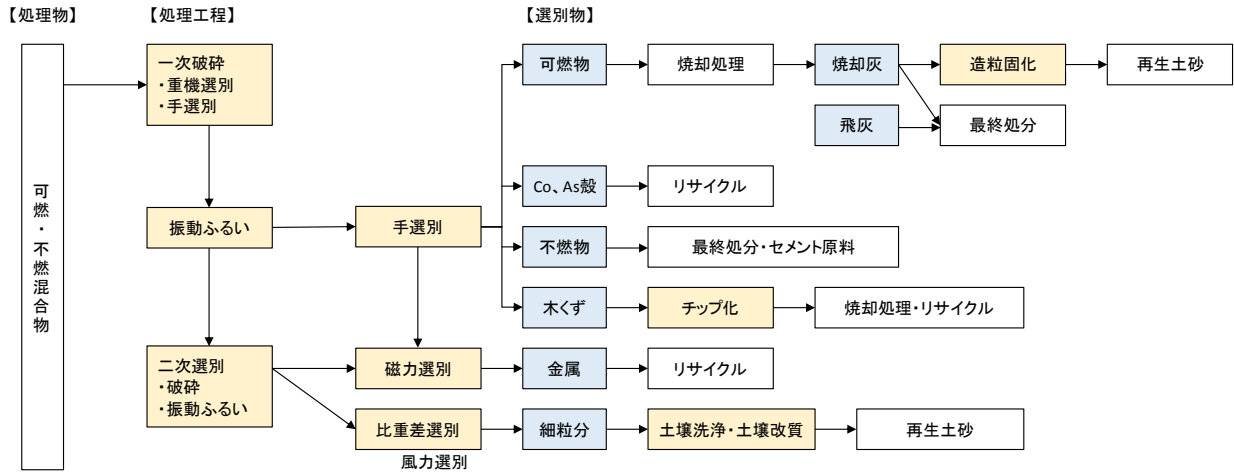 【処理物】
【処理工程】
【選別物】
可燃・不燃混合物
一次破砕
・重機選別
・手選別
振動ふるい
二次選別
・破砕
・振動ふるい
手選別
磁力選別
比重差選別
風力選別
可燃物
焼却処理
焼却灰
造粒固化
再生土砂
飛灰
最終処分
Co、As殻
リサイクル
不燃物
最終処分・セメント原料
木くず
チップ化
焼却処理・リサイクル
金属
リサイクル
細粒分
土壌洗浄・土壌改質
再生土砂